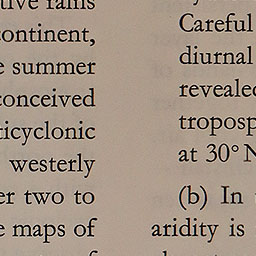 tive rains
continent,
summer
conceived
ticyclonic
westerly
er two to
maps of
of
Careful
diurnal
revealed
troposp
at 30° N
(b) In
aridity is